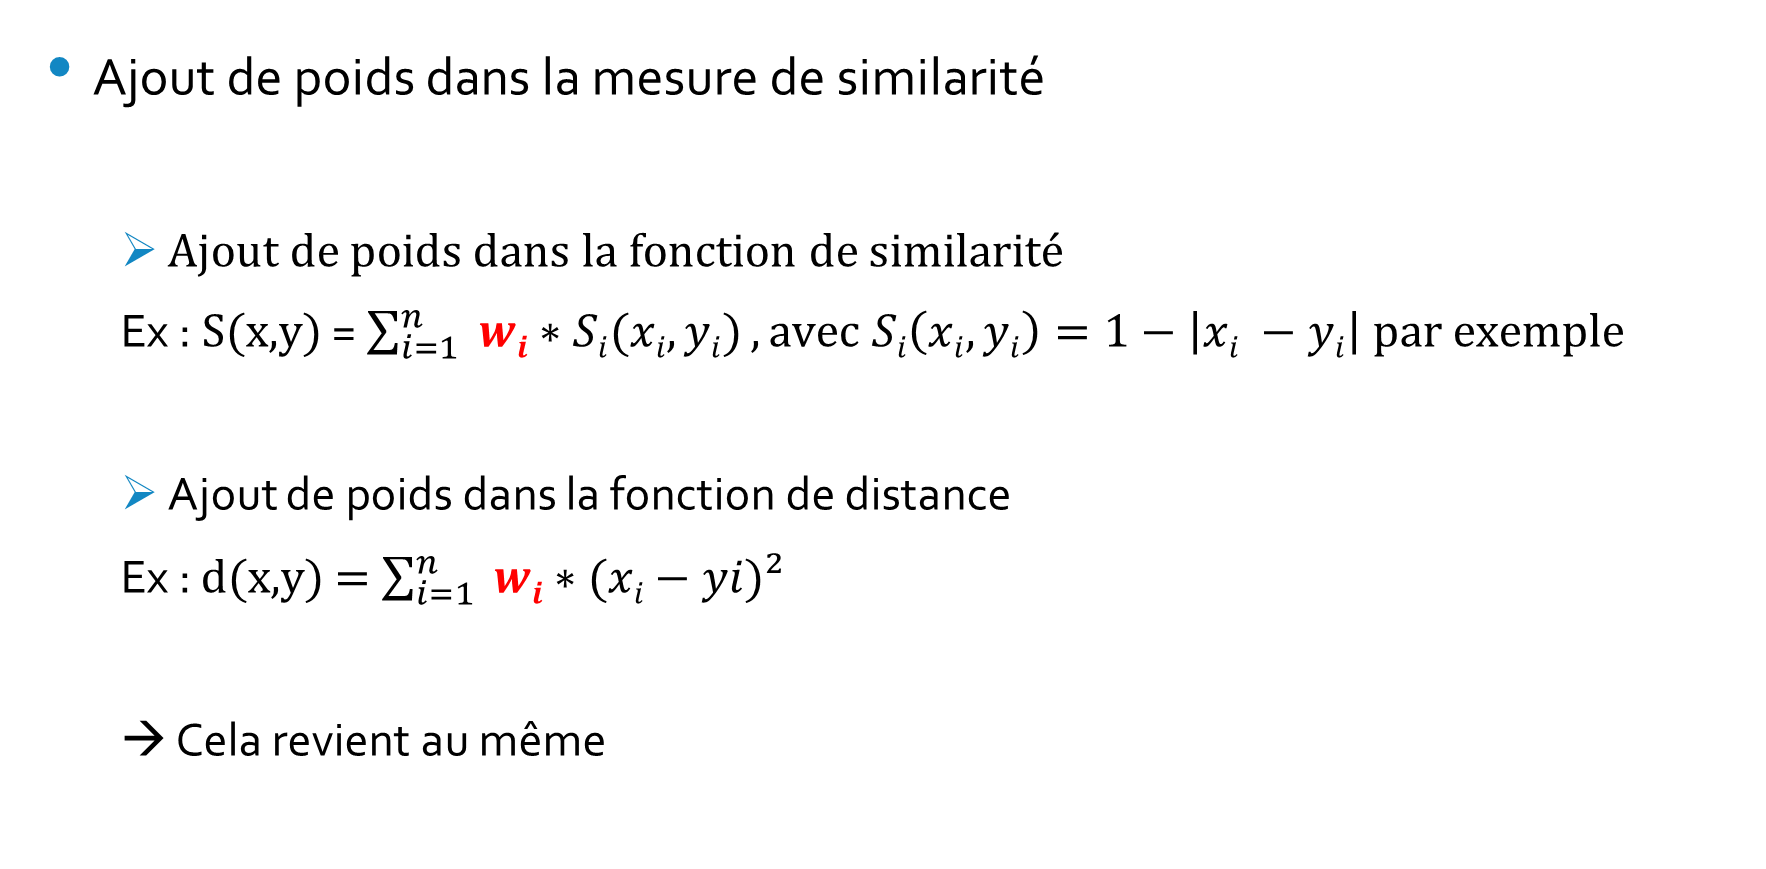 • Ajout de poids dans la mesure de similarité
➢ Ajout de poids dans la fonction de similarité
Ex : S(x,y) = ∑ⁿᵢ₌₁ wᵢ ∗ Sᵢ(xᵢ, yᵢ) , avec Sᵢ(xᵢ, yᵢ) = 1 − |xᵢ − yᵢ| par exemple
➢ Ajout de poids dans la fonction de distance
Ex : d(x,y) = ∑ⁿᵢ₌₁ wᵢ ∗ (xᵢ − yi)²
→ Cela revient au même